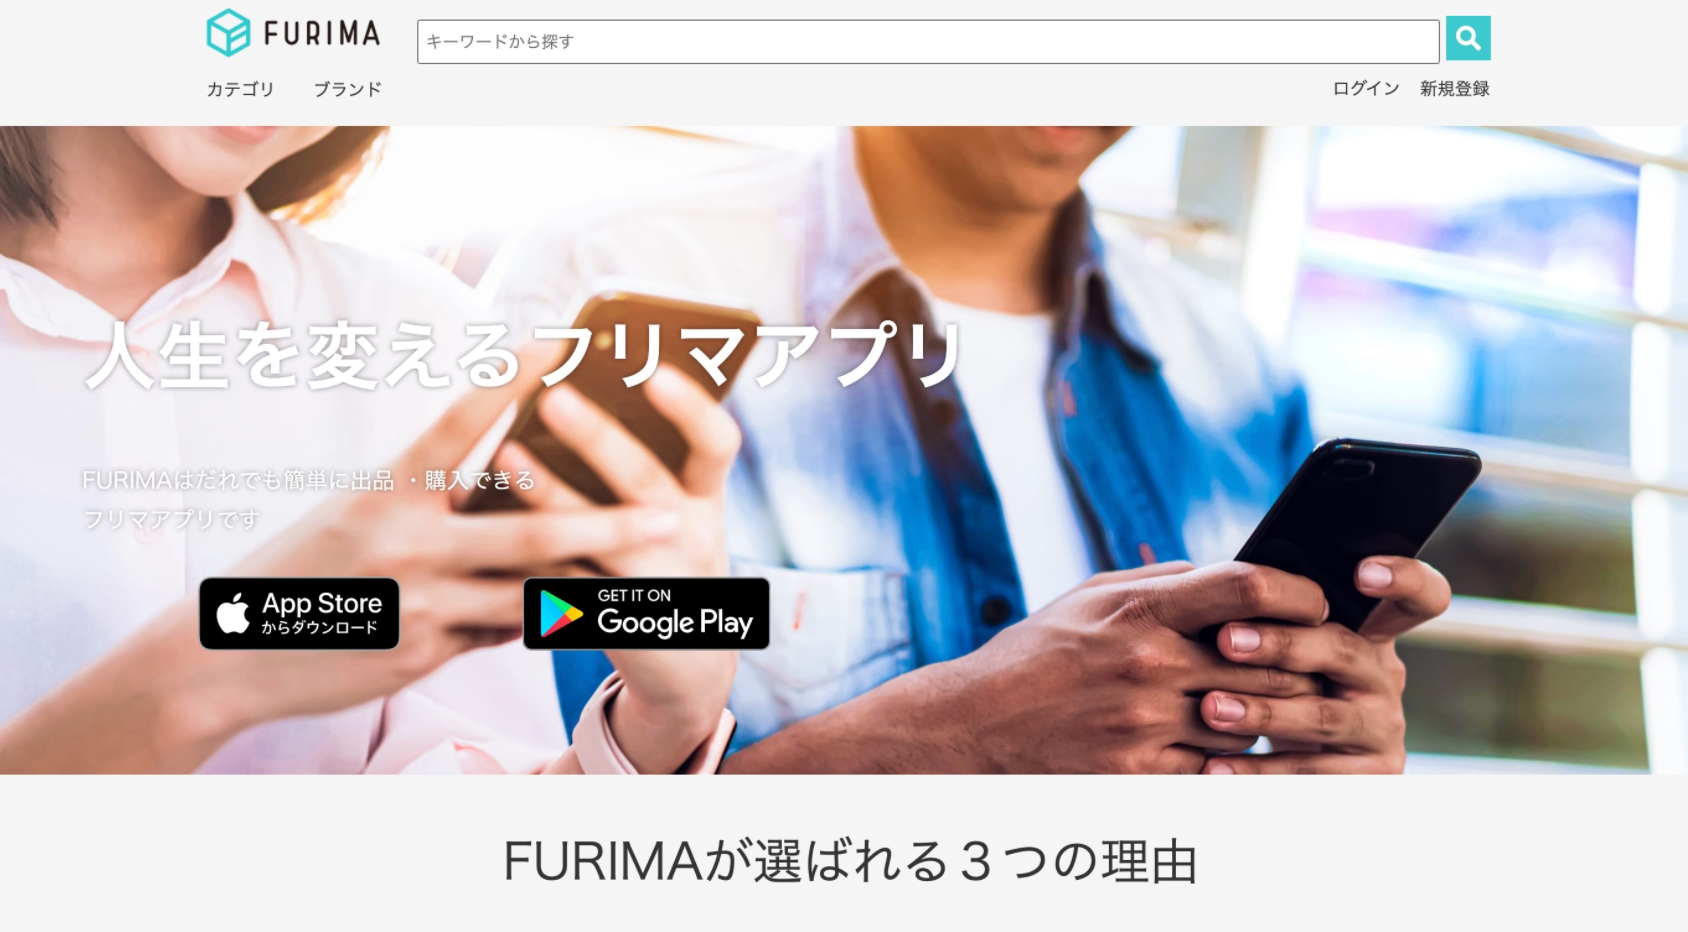 FURIMA
キーワードから探す
カテゴリ ブランド
ログイン 新規登録
人生を変えるフリマアプリ
FURIMAはだれでも簡単に出品 ・購入できる
フリマアプリです
App Store
からダウンロード
GET IT ON
Google Play
FURIMAが選ばれる３つの理由